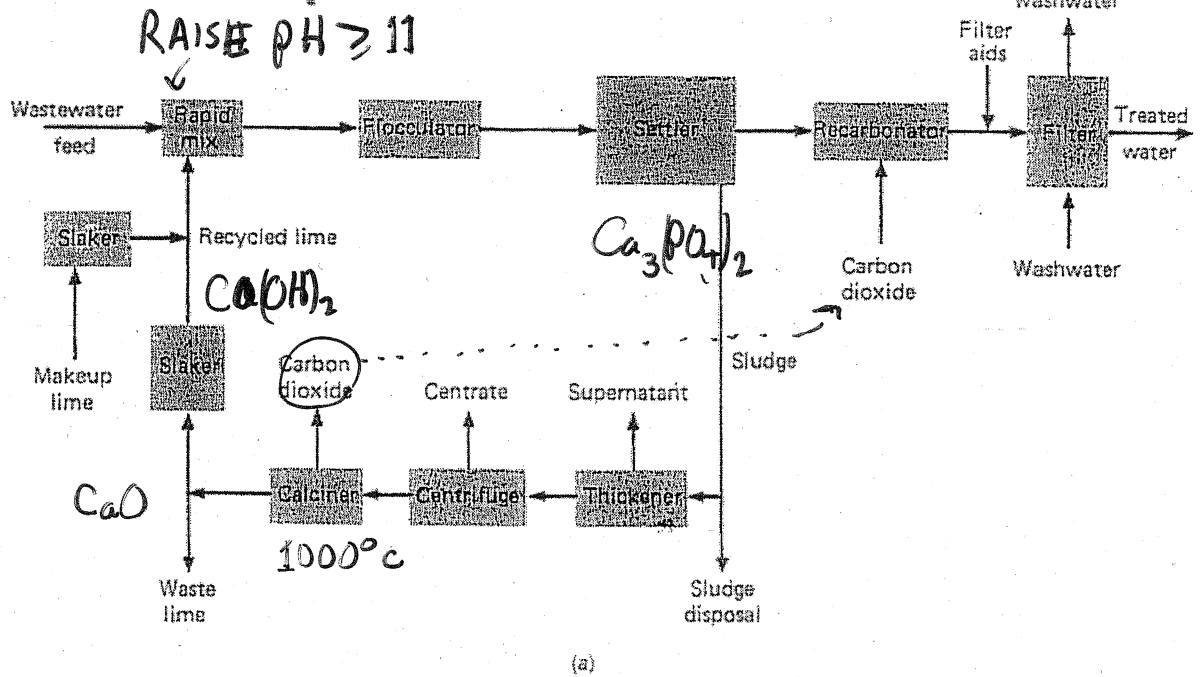 Washwater
RAISE pH ≥ 11
Filter
aids
Wastewater
feed
Rapid
mix
Flocculator
Settler
Recarbonator
Filter
Treated
water
Slaker
Recycled lime
Ca(OH)2
Ca3(PO4)2
Carbon
dioxide
Washwater
Makeup
lime
Slaker
Carbon
dioxide
Centrate
Supernatant
Sludge
CaO
Calciner
Centrifuge
Thickener
1000°C
Waste
lime
Sludge
disposal
(a)